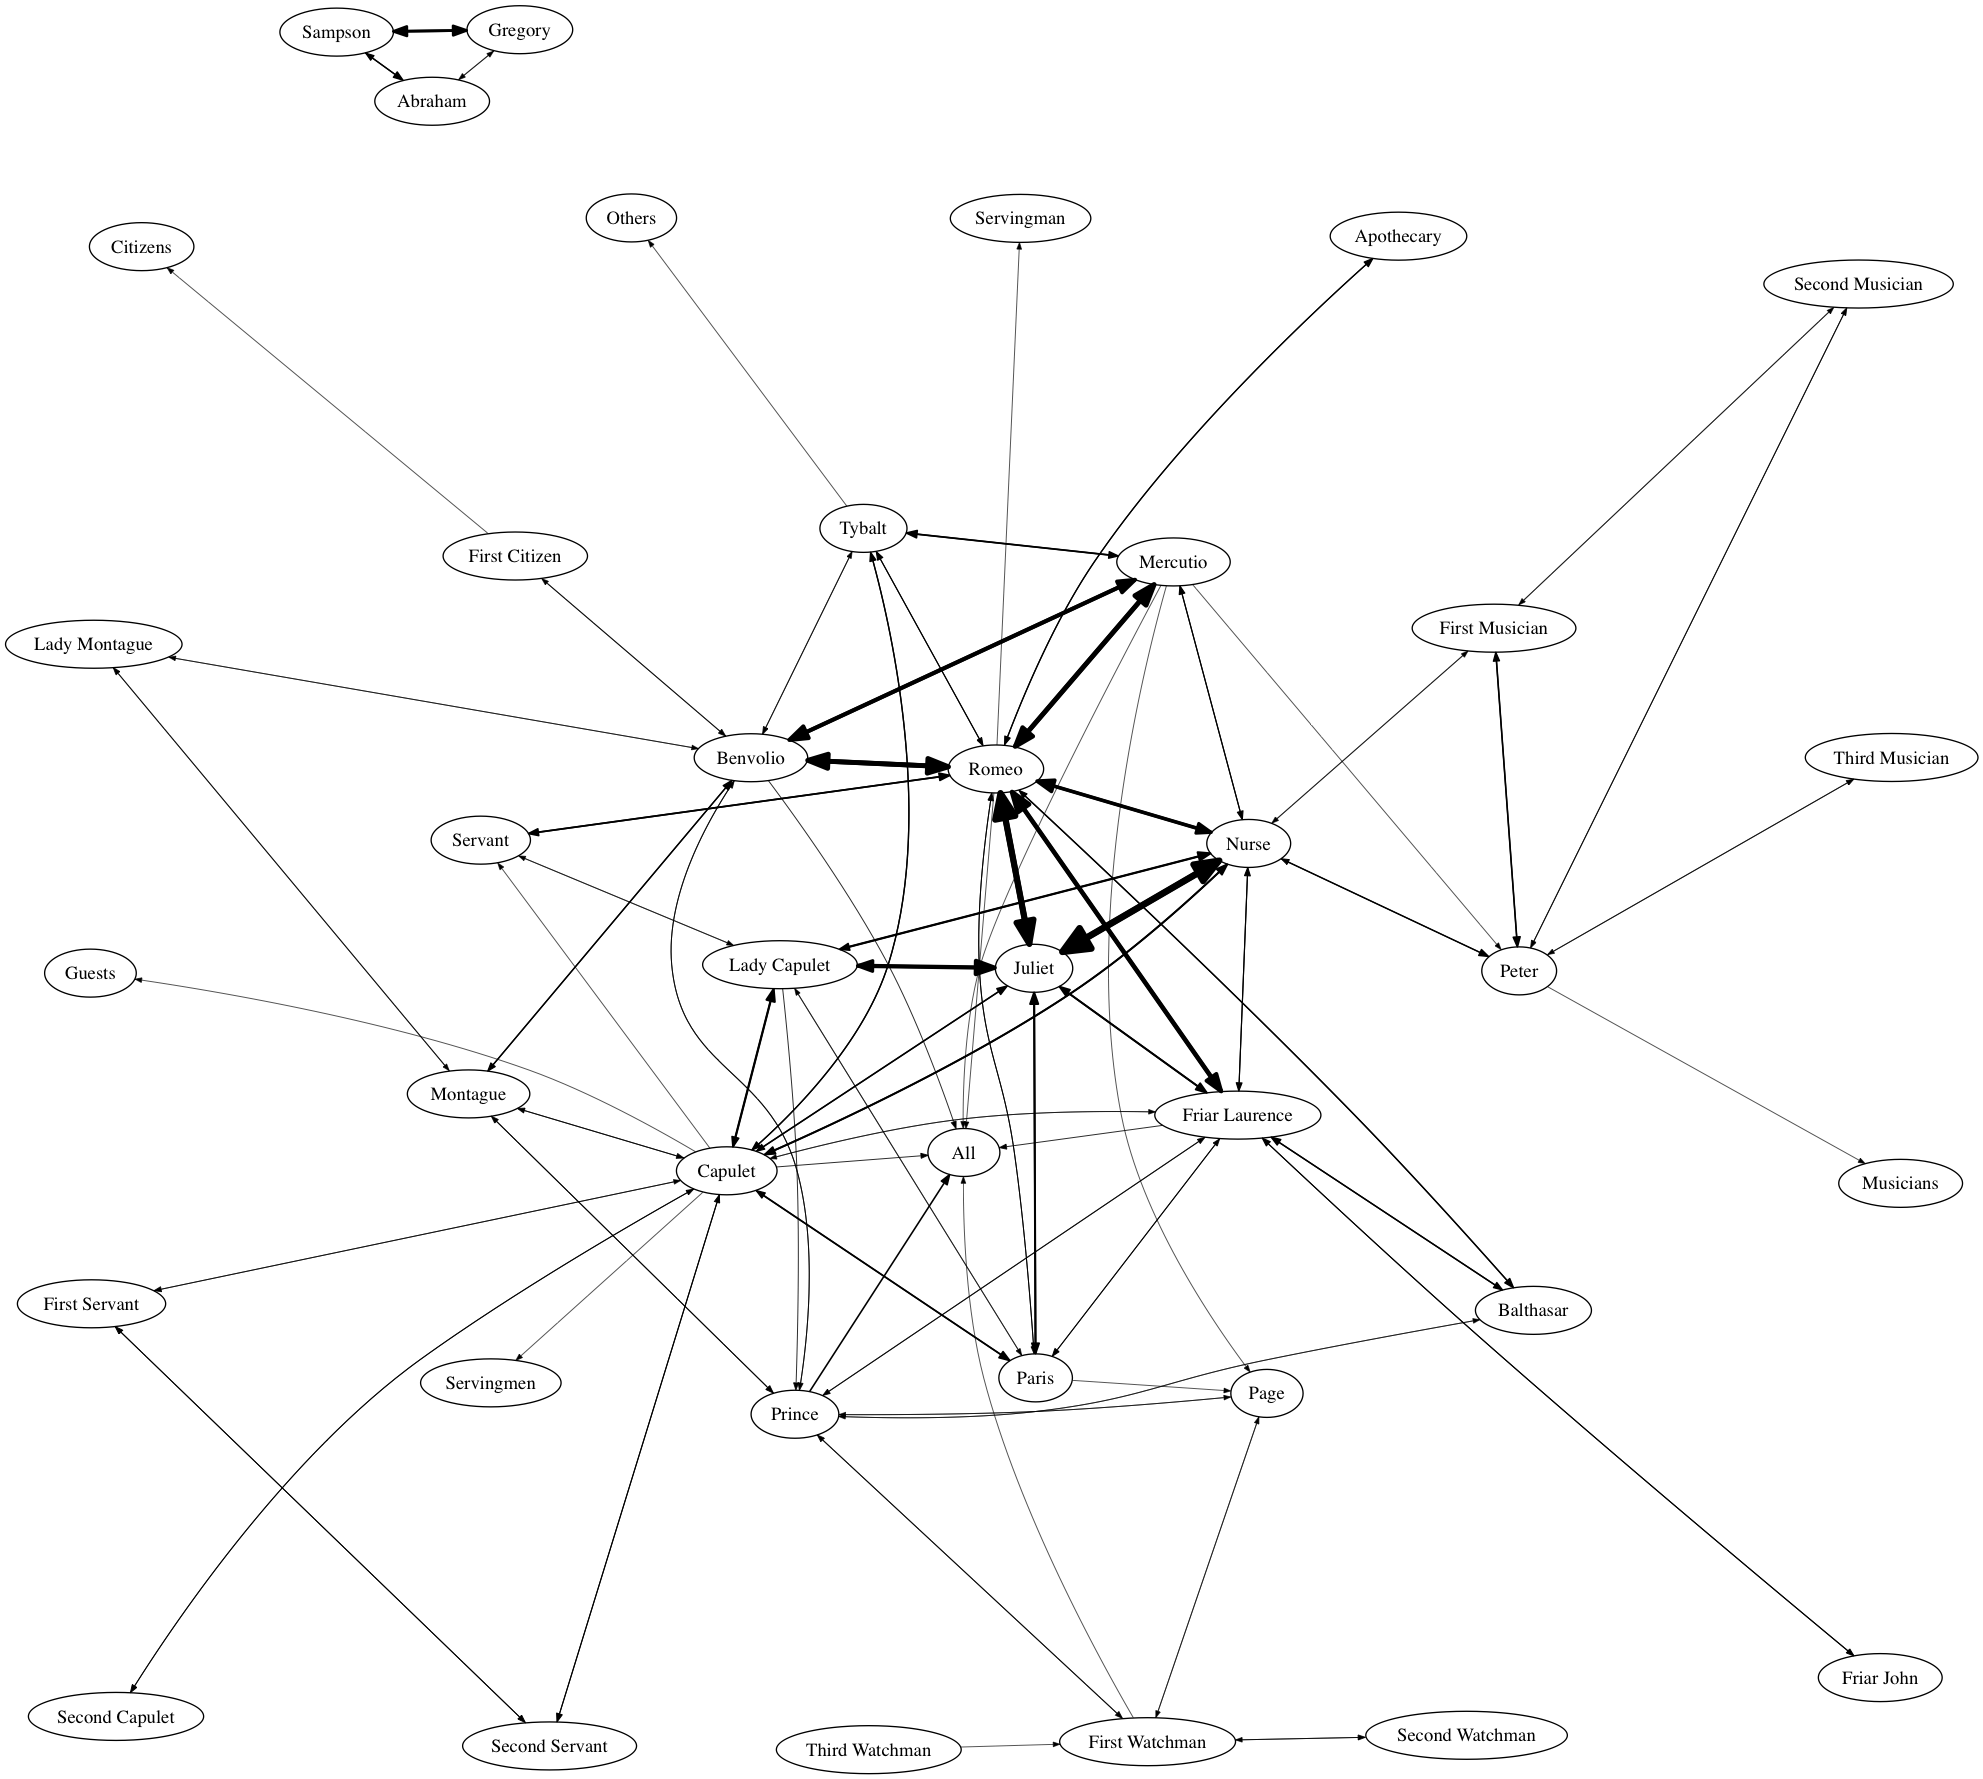 Sampson
Gregory
Abraham
Others
Servingman
Apothecary
Citizens
Second Musician
Tybalt
First Citizen
Mercutio
First Musician
Lady Montague
Benvolio
Romeo
Third Musician
Servant
Nurse
Lady Capulet
Juliet
Guests
Peter
Montague
Friar Laurence
All
Capulet
Musicians
First Servant
Balthasar
Servingmen
Paris
Page
Prince
Friar John
Second Capulet
Second Servant
Third Watchman
First Watchman
Second Watchman